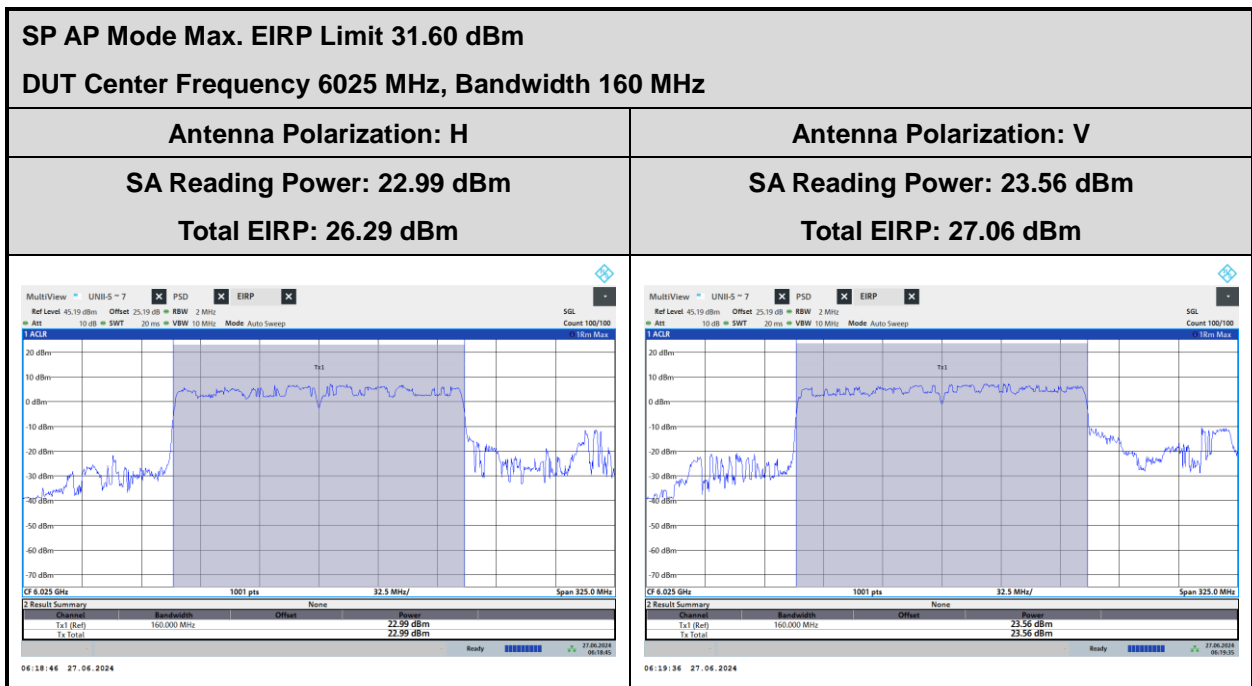 SP AP Mode Max. EIRP Limit 31.60 dBm
DUT Center Frequency 6025 MHz, Bandwidth 160 MHz
Antenna Polarization: H
Antenna Polarization: V
SA Reading Power: 22.99 dBm
Total EIRP: 26.29 dBm
SA Reading Power: 23.56 dBm
Total EIRP: 27.06 dBm
MultiView UNII-5 ~ 7 PSD EIRP
Ref Level 45.19 dBm Offset 25.19 dB RBW 2 MHz SGL
Att 10 dB SWT 20 ms VBW 10 MHz Mode Auto Sweep Count 100/100
1 ACLR 1Rm Max
20 dBm
Tx1
10 dBm
0 dBm
-10 dBm
-20 dBm
-30 dBm
-40 dBm
-50 dBm
-60 dBm
-70 dBm
CF 6.025 GHz 1001 pts 32.5 MHz/ Span 325.0 MHz
2 Result Summary None
Channel Bandwidth Offset Power
Tx1 (Ref) 160.000 MHz 22.99 dBm
Tx Total 22.99 dBm
Ready 27.06.2024
06:18:45
06:18:46 27.06.2024
MultiView UNII-5 ~ 7 PSD EIRP
Ref Level 45.19 dBm Offset 25.19 dB RBW 2 MHz SGL
Att 10 dB SWT 20 ms VBW 10 MHz Mode Auto Sweep Count 100/100
1 ACLR 1Rm Max
20 dBm
Tx1
10 dBm
0 dBm
-10 dBm
-20 dBm
-30 dBm
-40 dBm
-50 dBm
-60 dBm
-70 dBm
CF 6.025 GHz 1001 pts 32.5 MHz/ Span 325.0 MHz
2 Result Summary None
Channel Bandwidth Offset Power
Tx1 (Ref) 160.000 MHz 23.56 dBm
Tx Total 23.56 dBm
Ready 27.06.2024
06:19:35
06:19:36 27.06.2024